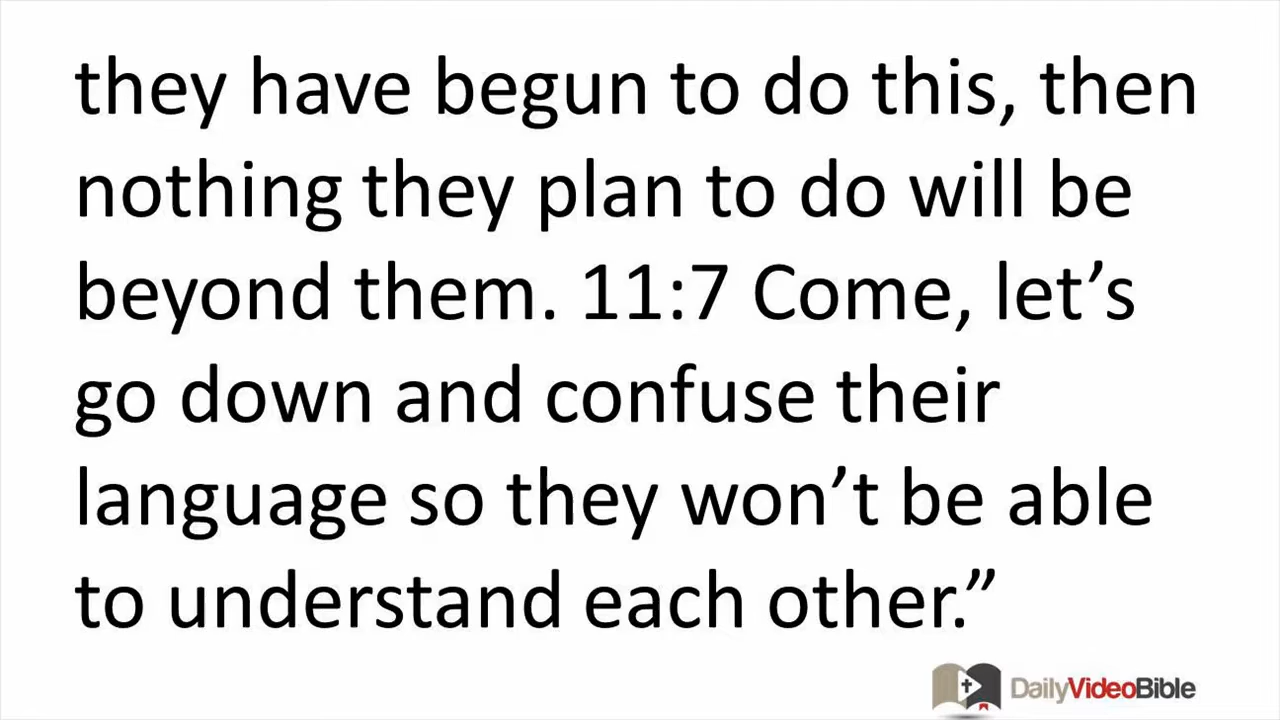 they have begun to do this, then
nothing they plan to do will be
beyond them. 11:7 Come, let’s
go down and confuse their
language so they won’t be able
to understand each other.”
DailyVideoBible